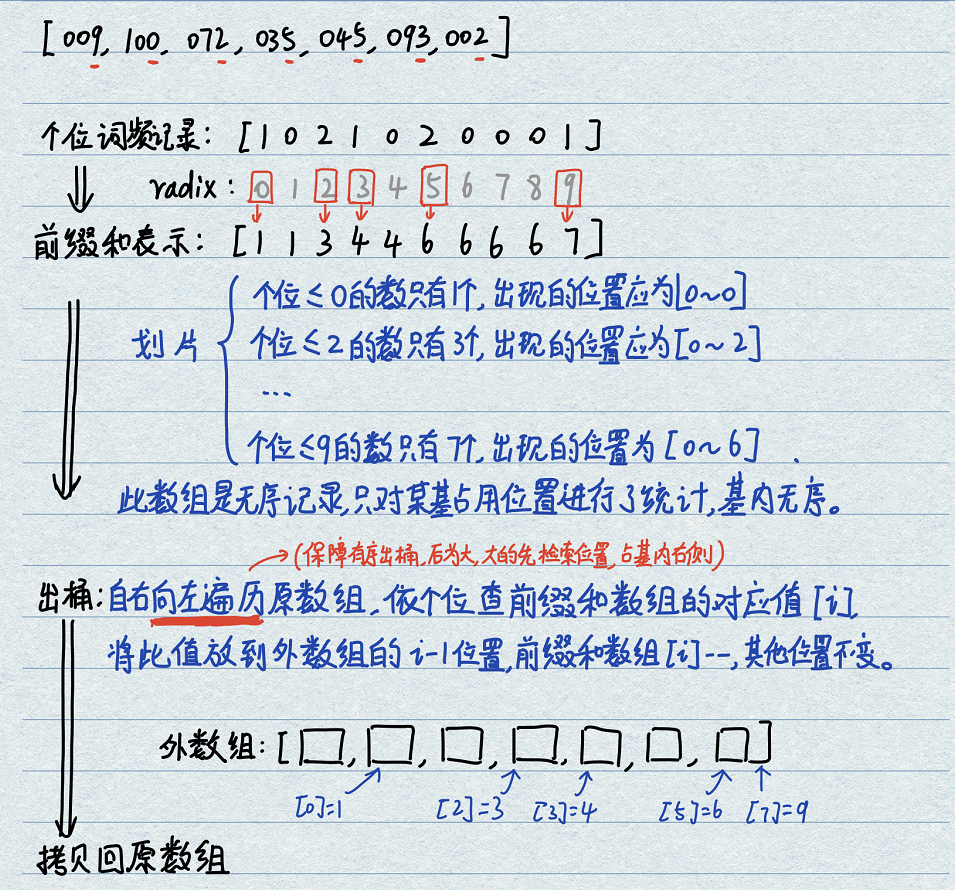 [009, 100, 072, 035, 045, 093, 002]
个位词频记录: [1 0 2 1 0 2 0 0 0 1]
radix: 0 1 2 3 4 5 6 7 8 9
前缀和表示: [1 1 3 4 4 6 6 6 6 7]
个位≤0的数只有1个,出现的位置应为[0~0]
划片
个位≤2的数只有3个,出现的位置应为[0~2]
...
个位≤9的数只有7个,出现的位置为[0~6]
此数组是无序记录,只对某基占用位置进行了统计,基内无序。
(保障有序出桶,后为大,大的先检索位置,占基内右侧)
出桶:自右向左遍历原数组,依个位查前缀和数组的对应值[i],
将此值放到外数组的i-1位置,前缀和数组[i]--,其他位置不变。
外数组: [ , , , , , , ]
[0]=1 [2]=3 [3]=4 [5]=6 [7]=9
拷贝回原数组